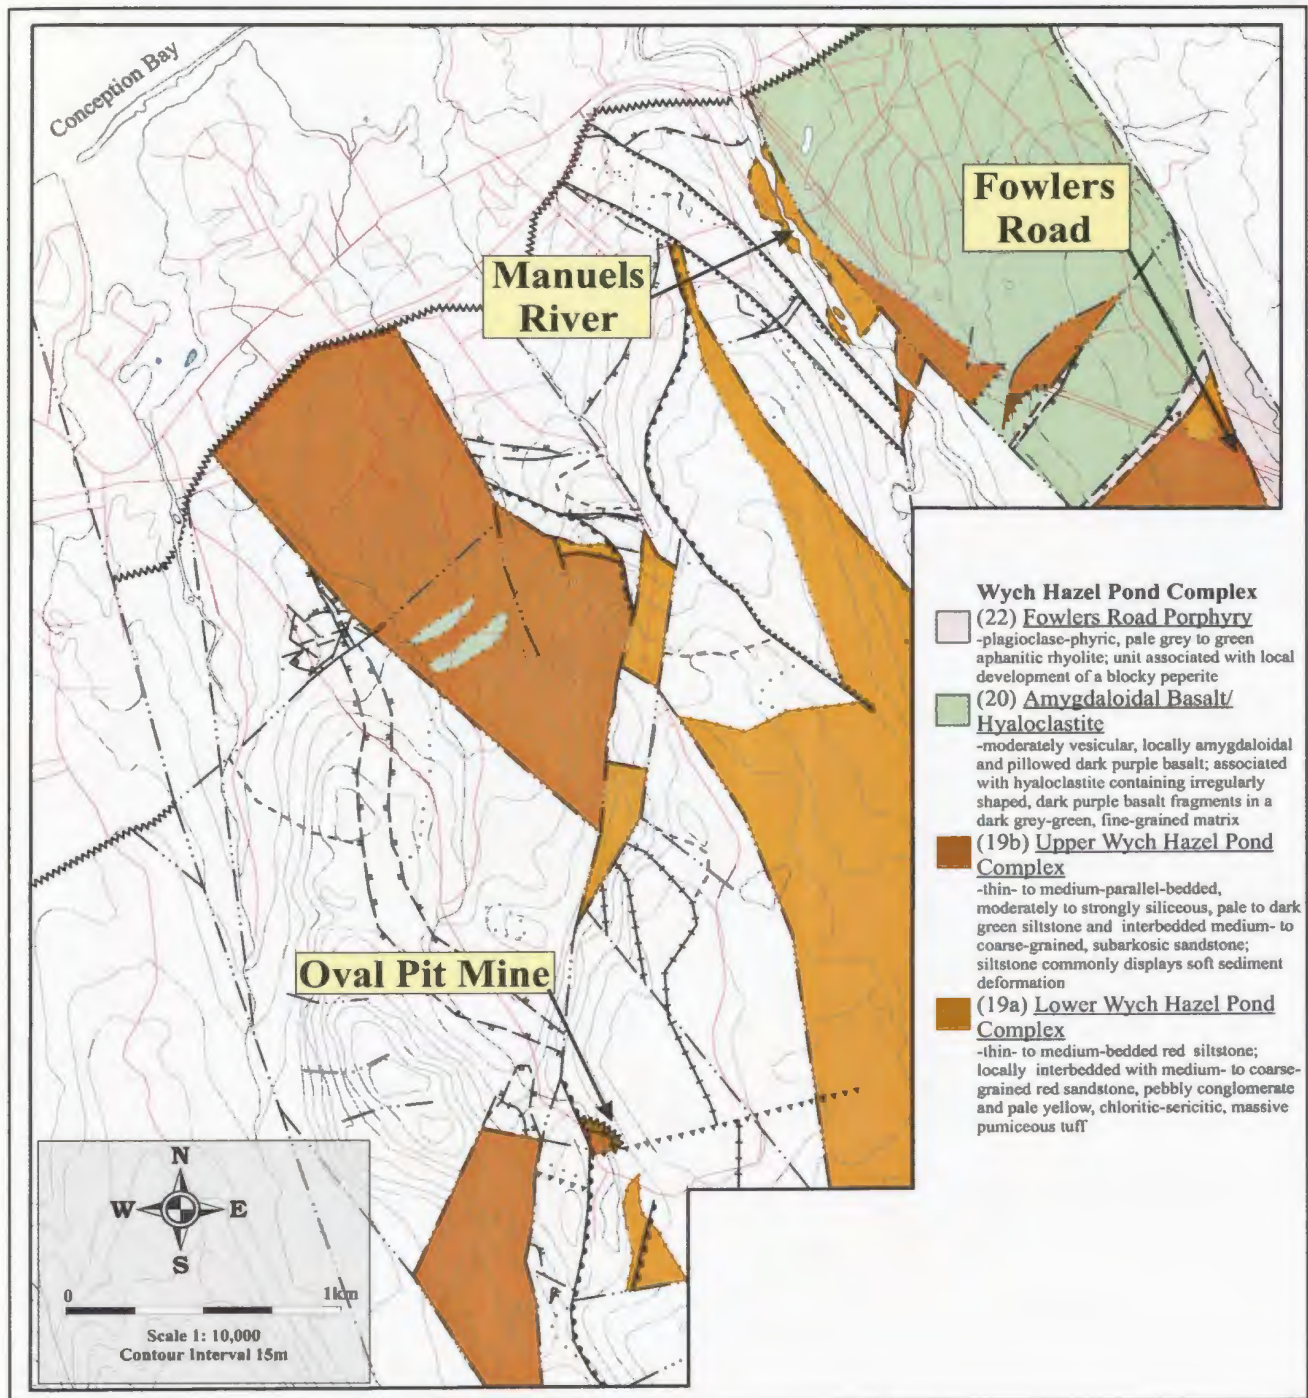 Conception Bay
Fowlers
Road
Manuels
River
Oval Pit Mine
Wych Hazel Pond Complex
(22) Fowlers Road Porphyry
-plagioclase-phyric, pale grey to green
aphanitic rhyolite; unit associated with local
development of a blocky peperite
(20) Amygdaloidal Basalt/
Hyaloclastite
-moderately vesicular, locally amygdaloidal
and pillowed dark purple basalt; associated
with hyaloclastite containing irregularly
shaped, dark purple basalt fragments in a
dark grey-green, fine-grained matrix
(19b) Upper Wych Hazel Pond
Complex
-thin- to medium-parallel-bedded,
moderately to strongly siliceous, pale to dark
green siltstone and interbedded medium- to
coarse-grained, subarkosic sandstone;
siltstone commonly displays soft sediment
deformation
(19a) Lower Wych Hazel Pond
Complex
-thin- to medium-bedded red siltstone;
locally interbedded with medium- to coarse-
grained red sandstone, pebbly conglomerate
and pale yellow, chloritic-sericitic, massive
pumiceous tuff
N
W E
S
0 1km
Scale 1: 10,000
Contour Interval 15m